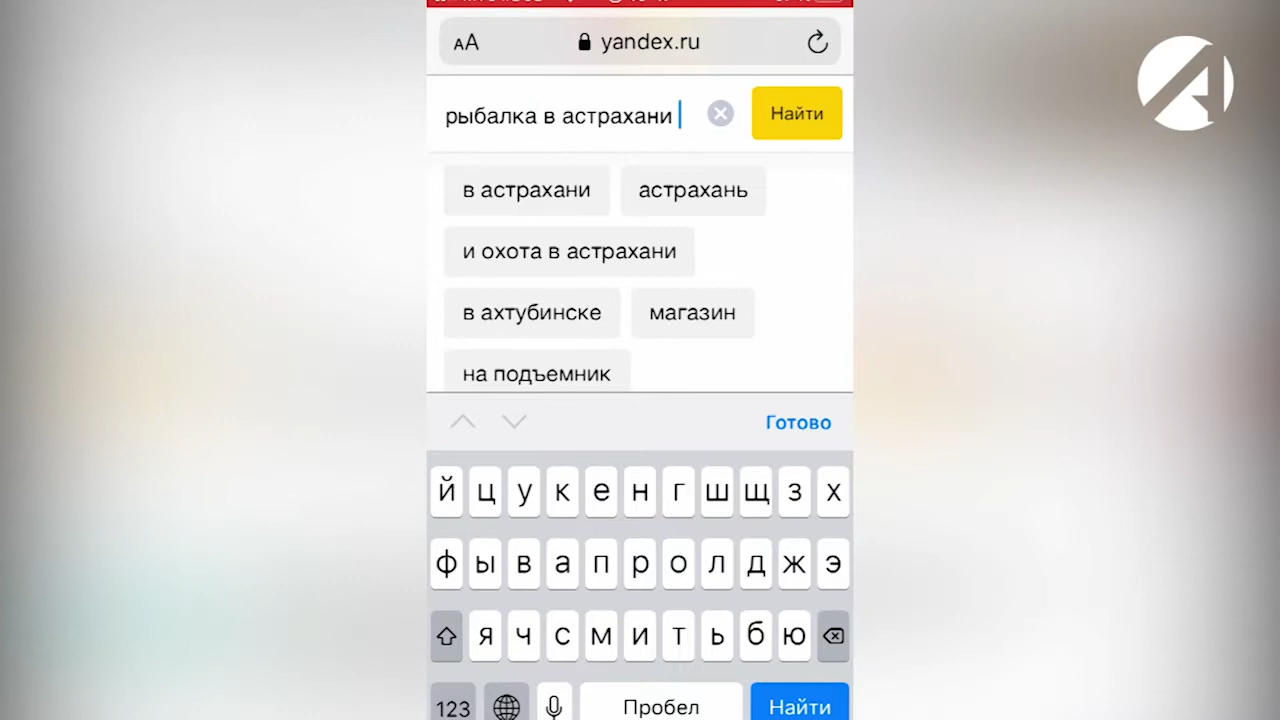 AA yandex.ru
рыбалка в астрахани Найти
в астрахани астрахань
и охота в астрахани
в ахтубинске магазин
на подъемник
Готово
й ц у к е н г ш щ з х
ф ы в а п р о л д ж э
я ч с м и т ь б ю
123 Пробел Найти